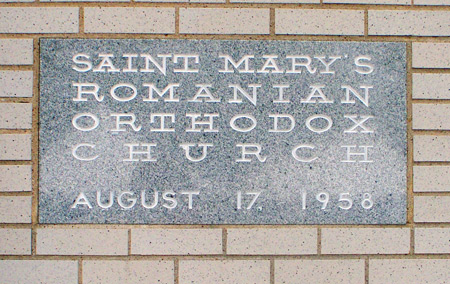 SAINT MARY'S
ROMANIAN
ORTHODOX
CHURCH
AUGUST 17, 1958